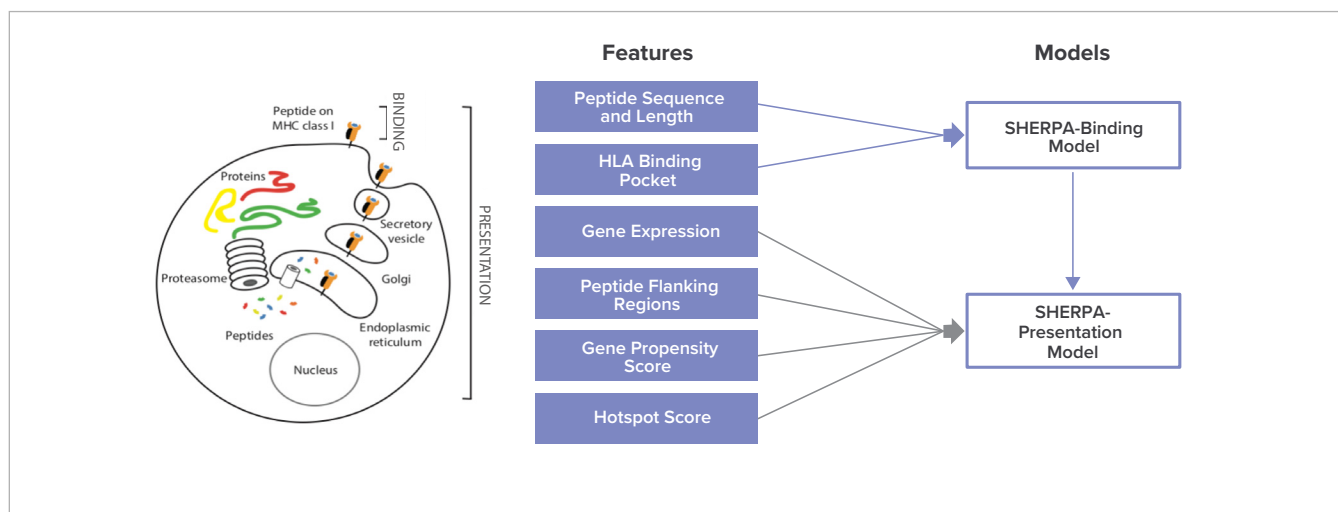 Peptide on
MHC class I
BINDING
Proteins
Secretory
vesicle
Golgi
Proteasome
Endoplasmic
reticulum
Peptides
Nucleus
PRESENTATION
Features
Peptide Sequence
and Length
HLA Binding
Pocket
Gene Expression
Peptide Flanking
Regions
Gene Propensity
Score
Hotspot Score
Models
SHERPA-Binding
Model
SHERPA-
Presentation
Model